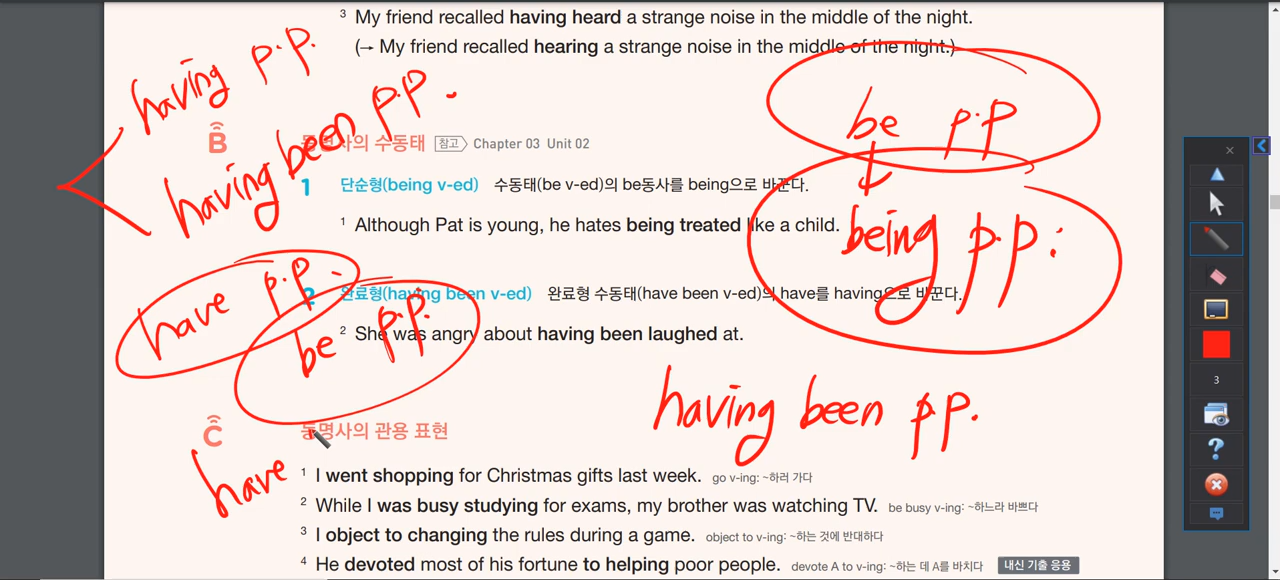 3 My friend recalled having heard a strange noise in the middle of the night.
(→ My friend recalled hearing a strange noise in the middle of the night.)
having p.p.
having been p.p.
be p.p
being p.p.
B 동명사의 수동태 참고 Chapter 03 Unit 02
1 단순형(being v-ed) 수동태(be v-ed)의 be동사를 being으로 바꾼다.
1 Although Pat is young, he hates being treated like a child.
have p.p.
be p.p.
2 완료형(having been v-ed) 완료형 수동태(have been v-ed)의 have를 having으로 바꾼다.
2 She was angry about having been laughed at.
having been p.p.
C 동명사의 관용 표현
have
1 I went shopping for Christmas gifts last week. go v-ing: ~하러 가다
2 While I was busy studying for exams, my brother was watching TV. be busy v-ing: ~하느라 바쁘다
3 I object to changing the rules during a game. object to v-ing: ~하는 것에 반대하다
4 He devoted most of his fortune to helping poor people. devote A to v-ing: ~하는 데 A를 바치다 내신 기출 응용
3